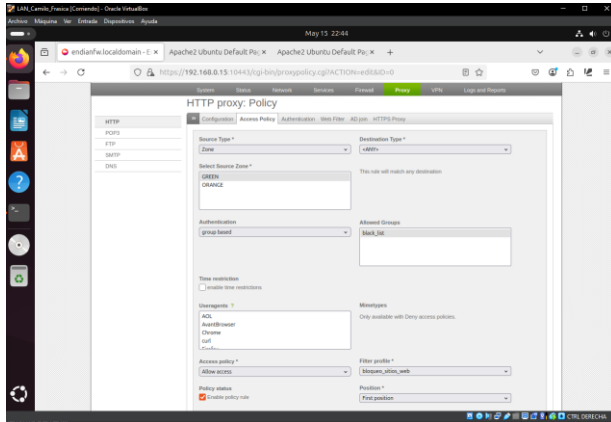 LAN_Camilo_Frasica [Corriendo] - Oracle VirtualBox
Archivo Máquina Ver Entrada Dispositivos Ayuda
May 15 22:44
endianfw.localdomain - E
Apache2 Ubuntu Default Pa
Apache2 Ubuntu Default Pa
https://192.168.0.15:10443/cgi-bin/proxypolicy.cgi?ACTION=edit&ID=0
System Status Network Services Firewall Proxy VPN Logs and Reports
HTTP proxy: Policy
Configuration Access Policy Authentication Web Filter AD join HTTPS Proxy
HTTP
POP3
FTP
SMTP
DNS
Source Type * Destination Type *
Zone <ANY>
Select Source Zone *
This rule will match any destination
GREEN
ORANGE
Authentication Allowed Groups
group based black_list
Time restriction
enable time restrictions
Useragents ? Mimetypes
Only available with Deny access policies.
AOL
AvantBrowser
Chrome
curl
Firefox
Access policy * Filter profile *
Allow access bloqueo_sitios_web
Policy status Position *
Enable policy rule First position
CTRL DERECHA